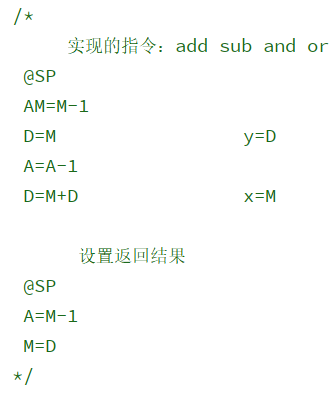 /*
实现的指令：add sub and or
@SP
AM=M-1
D=M y=D
A=A-1
D=M+D x=M
设置返回结果
@SP
A=M-1
M=D
*/